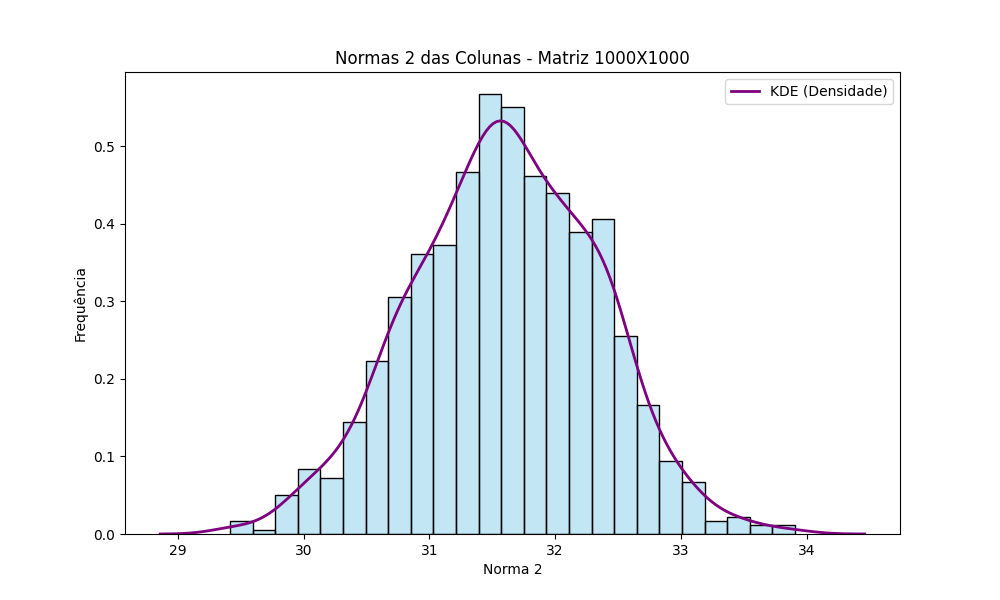 Normas 2 das Colunas - Matriz 1000X1000
KDE (Densidade)
Frequência
0.5
0.4
0.3
0.2
0.1
0.0
29 30 31 32 33 34
Norma 2